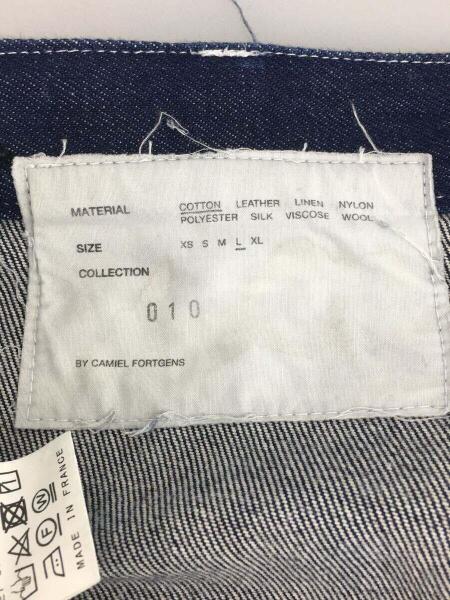 MATERIAL COTTON LEATHER LINEN NYLON
POLYESTER SILK VISCOSE WOOL
SIZE XS S M L XL
COLLECTION
010
BY CAMIEL FORTGENS
W
F
MADE IN FRANCE